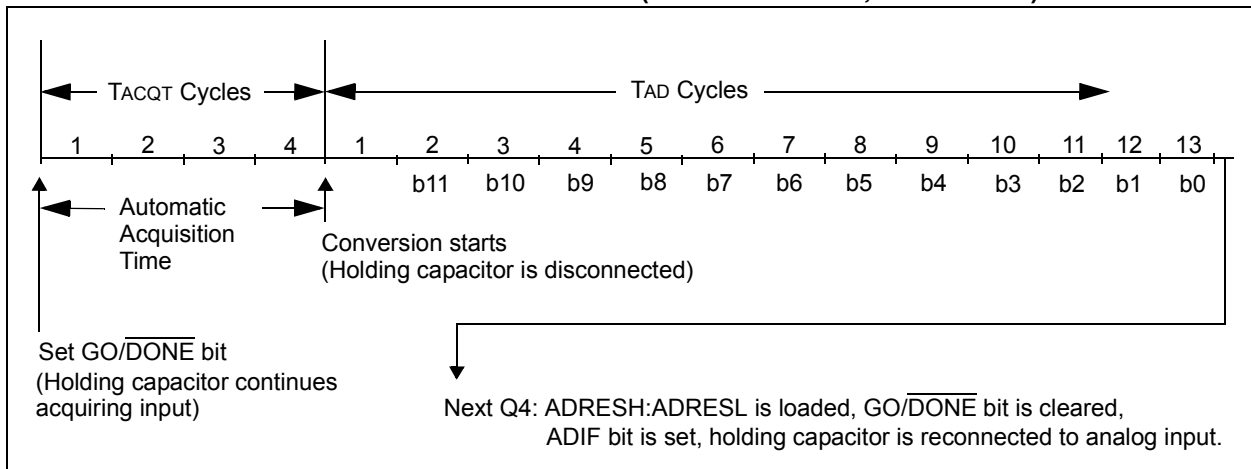 TACQT Cycles TAD Cycles
1 2 3 4 1 2 3 4 5 6 7 8 9 10 11 12 13
b11 b10 b9 b8 b7 b6 b5 b4 b3 b2 b1 b0
Automatic
Acquisition
Time
Conversion starts
(Holding capacitor is disconnected)
Set GO/DONE bit
(Holding capacitor continues
acquiring input)
Next Q4: ADRESH:ADRESL is loaded, GO/DONE bit is cleared,
ADIF bit is set, holding capacitor is reconnected to analog input.